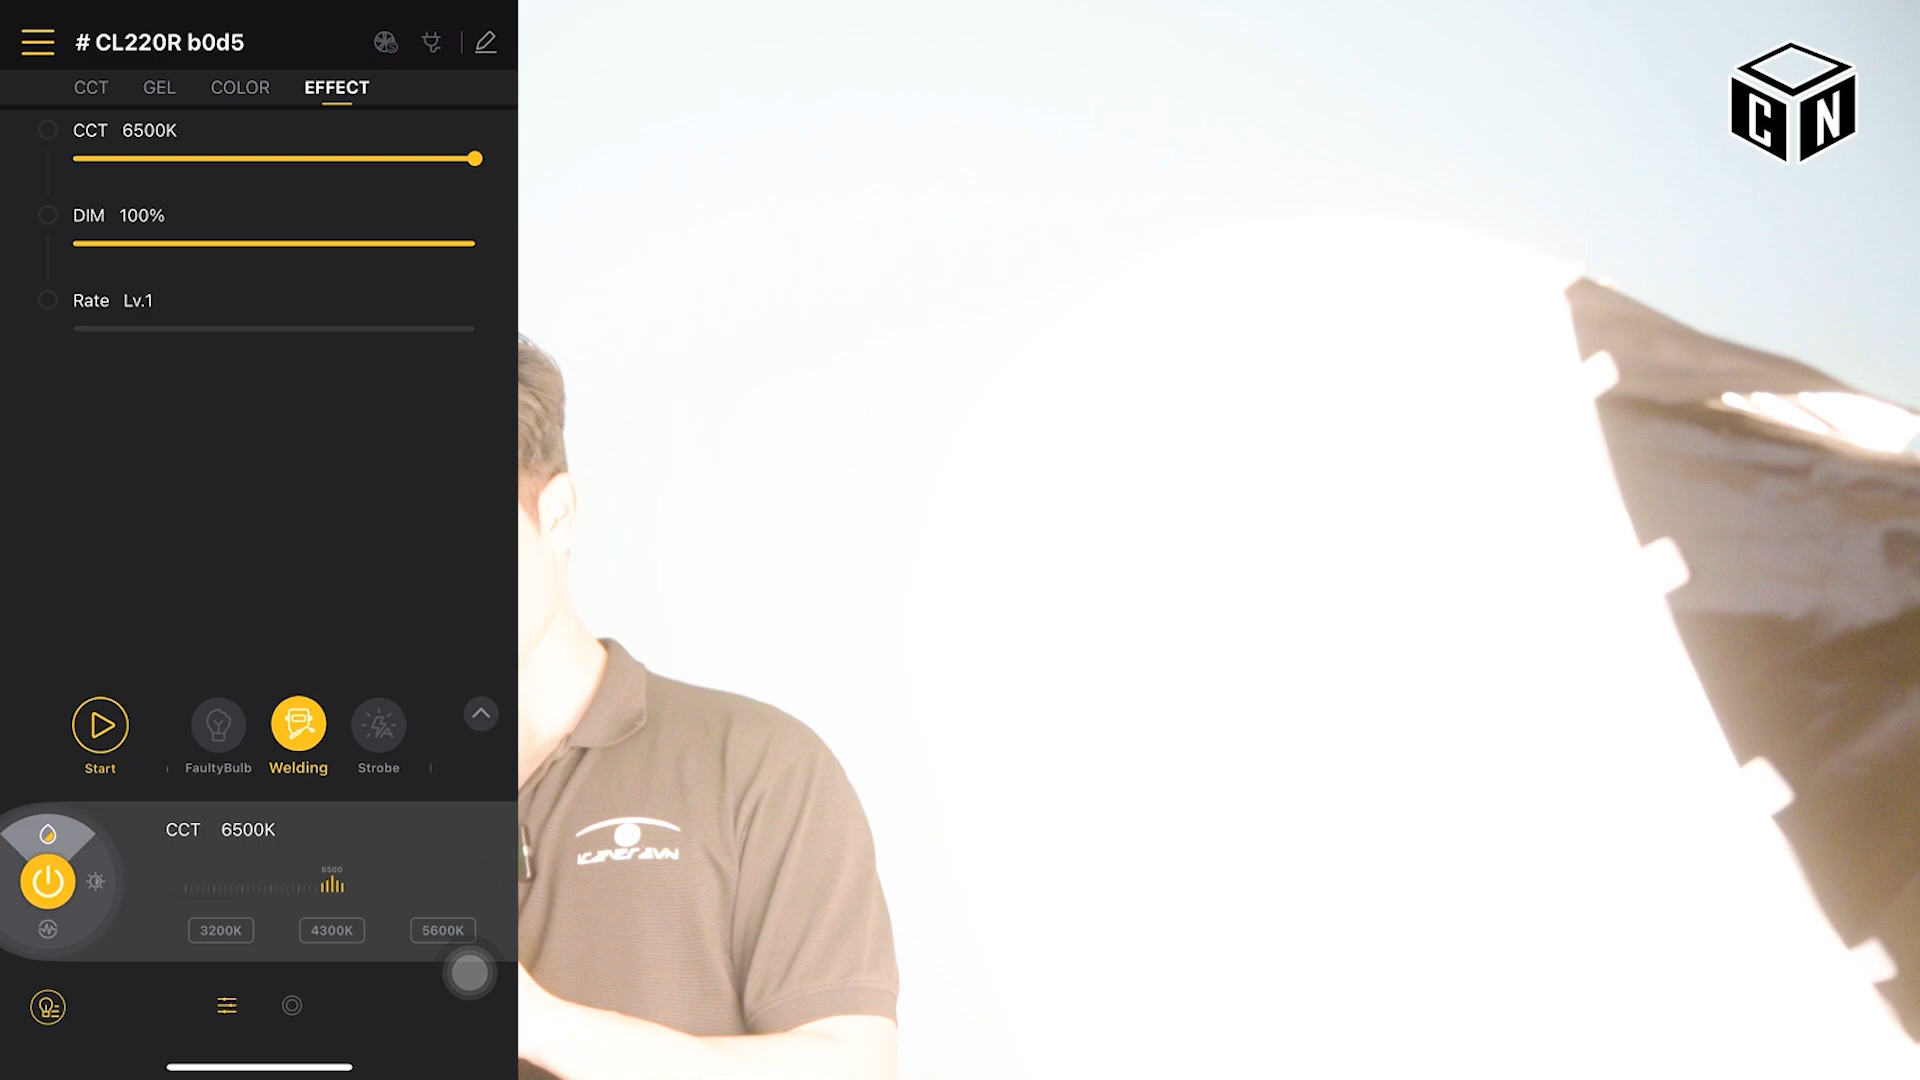 # CL220R b0d5
CCT GEL COLOR EFFECT
CCT 6500K
DIM 100%
Rate Lv.1
Start
FaultyBulb
Welding
Strobe
CCT 6500K
6500
3200K
4300K
5600K
CN